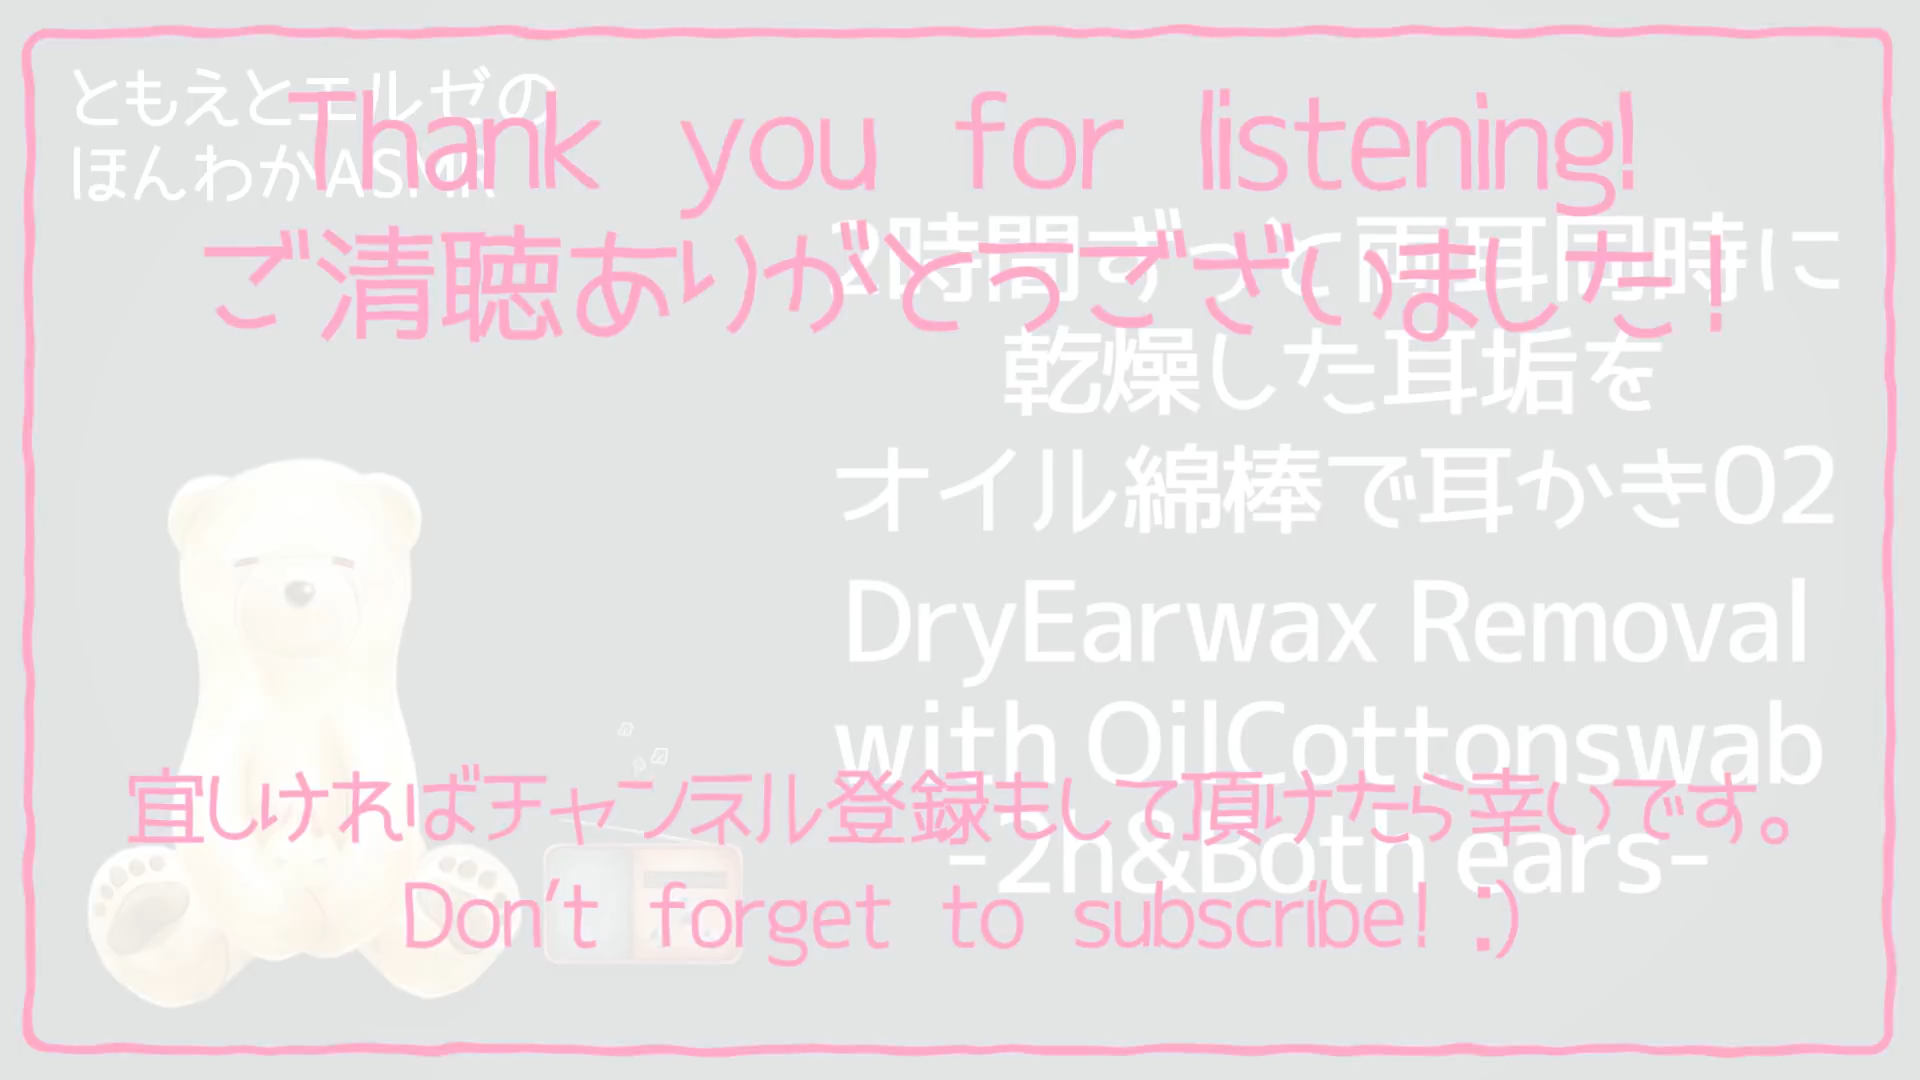 ともえとエルゼの
ほんわかASMR
Thank you for listening!
ご清聴ありがとうございました!
2時間ずっと両耳同時に
乾燥した耳垢を
オイル綿棒で耳かき02
DryEarwax Removal
with OilCottonswab
-2h&Both ears-
宜しければチャンネル登録もして頂けたら幸いです。
Don't forget to subscribe! :)